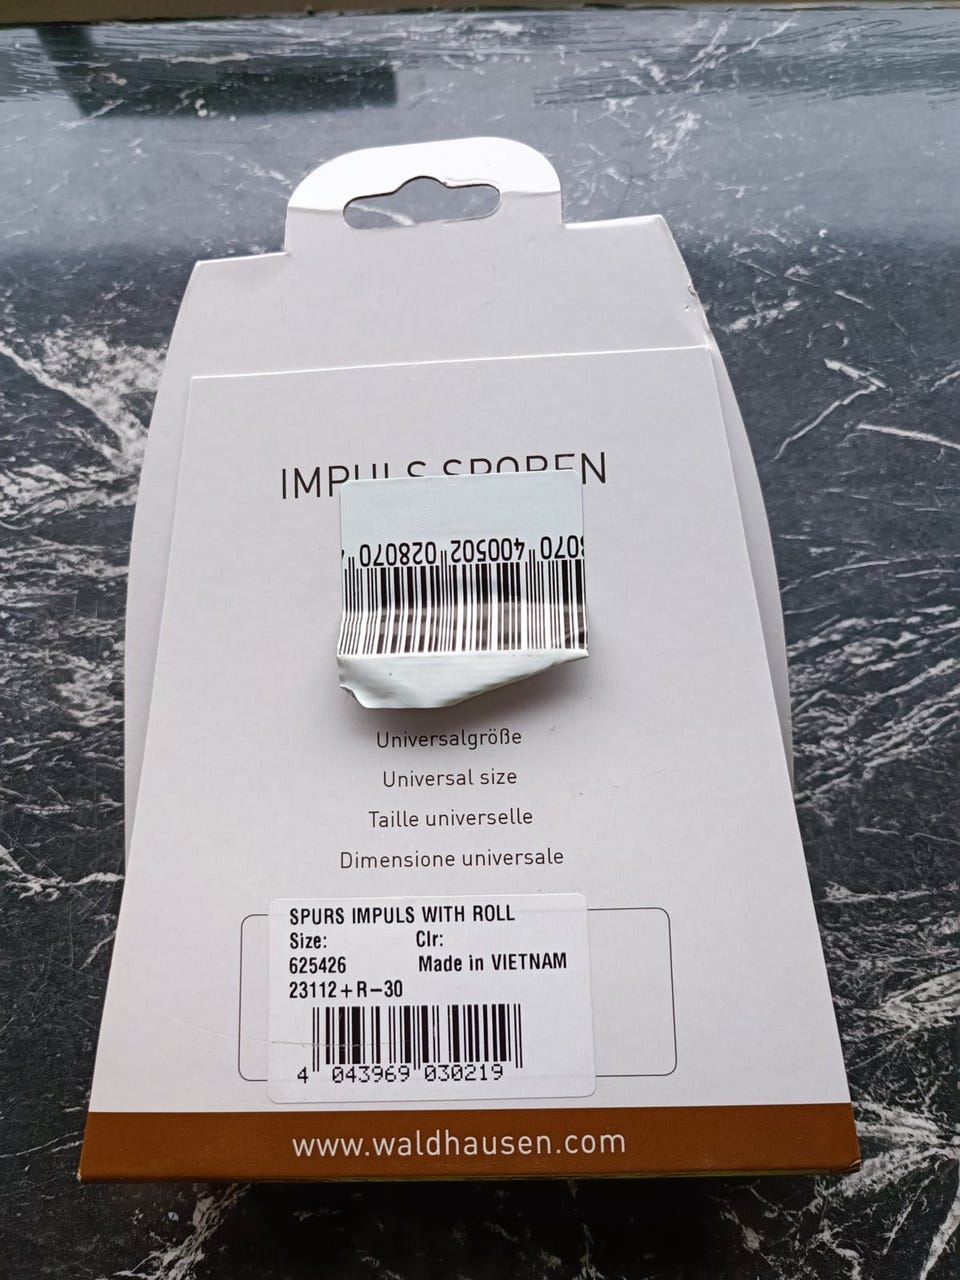 IMPULS SPOREN
070 400502 028070
Universalgröße
Universal size
Taille universelle
Dimensione universale
SPURS IMPULS WITH ROLL
Size: Clr:
625426 Made in VIETNAM
23112+R-30
4 043969 030219
www.waldhausen.com